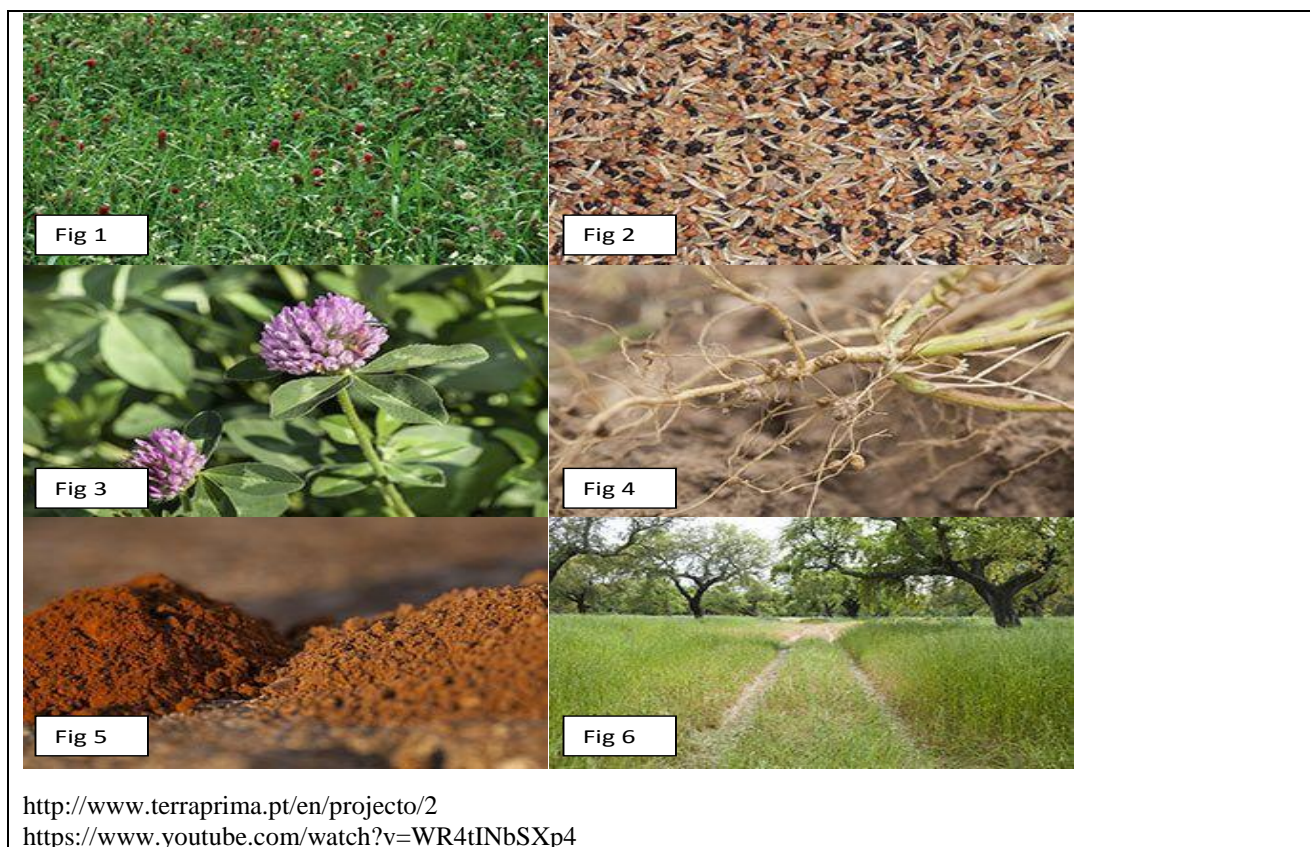 Fig 1
Fig 2
Fig 3
Fig 4
Fig 5
Fig 6
http://www.terraprima.pt/en/projecto/2
https://www.youtube.com/watch?v=WR4tINbSXp4